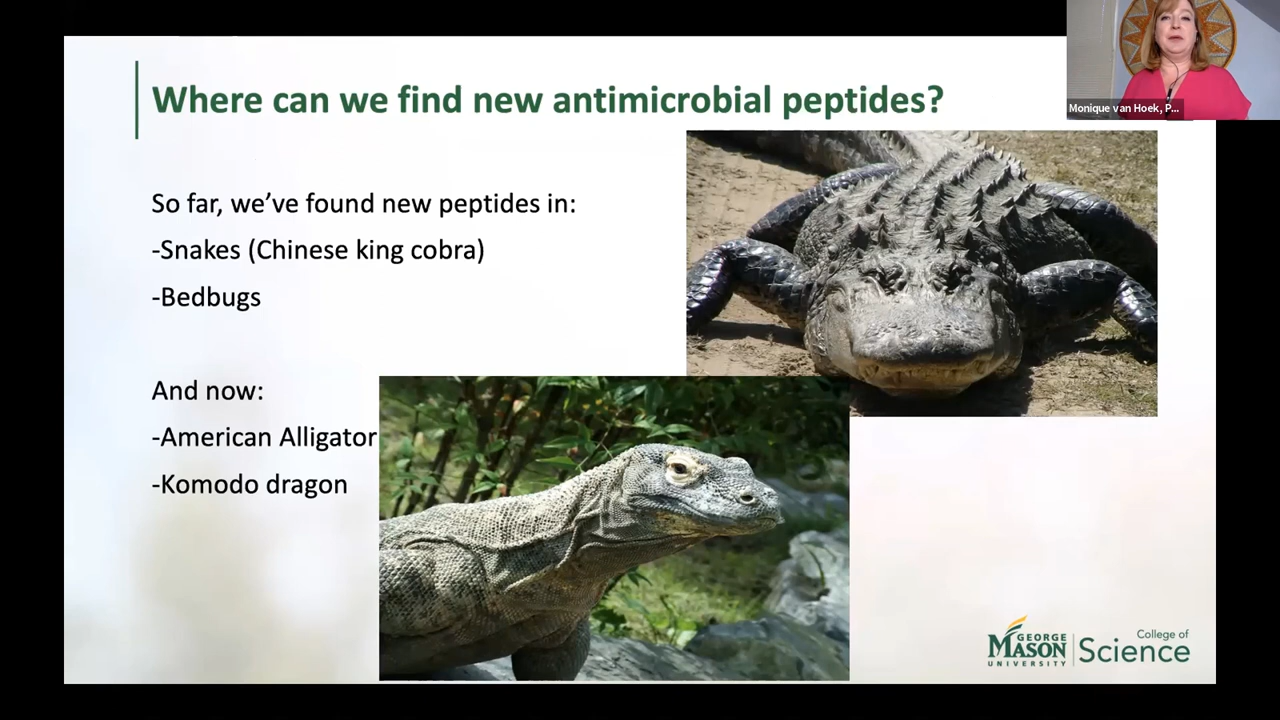 Where can we find new antimicrobial peptides?
Monique van Hoek, P...
So far, we’ve found new peptides in:
-Snakes (Chinese king cobra)
-Bedbugs
And now:
-American Alligator
-Komodo dragon
GEORGE
MASON
UNIVERSITY
College of
Science